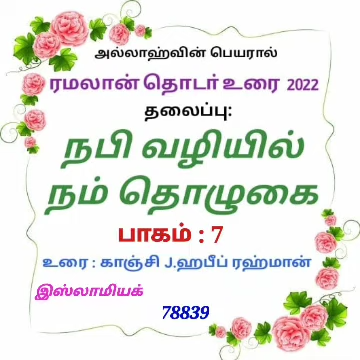 அல்லாஹ்வின் பெயரால்
ரமலான் தொடர் உரை 2022
தலைப்பு:
நபி வழியில்
நம் தொழுகை
பாகம் : 7
உரை : காஞ்சி J.ஹபீப் ரஹ்மான்
இஸ்லாமியக்
78839